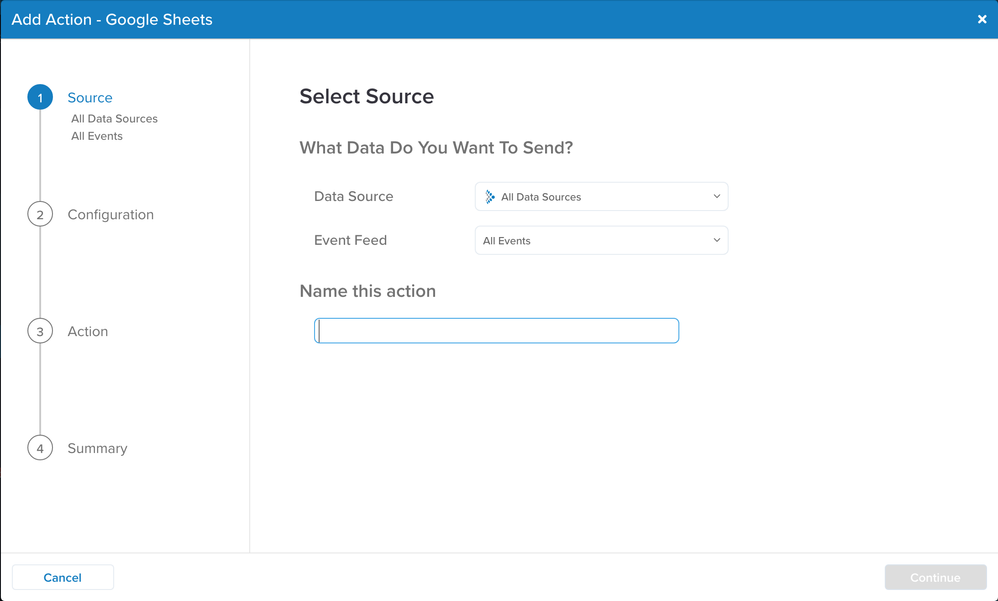 Add Action - Google Sheets
1 Source
All Data Sources
All Events
2 Configuration
3 Action
4 Summary
Select Source
What Data Do You Want To Send?
Data Source All Data Sources
Event Feed All Events
Name this action
Cancel Continue